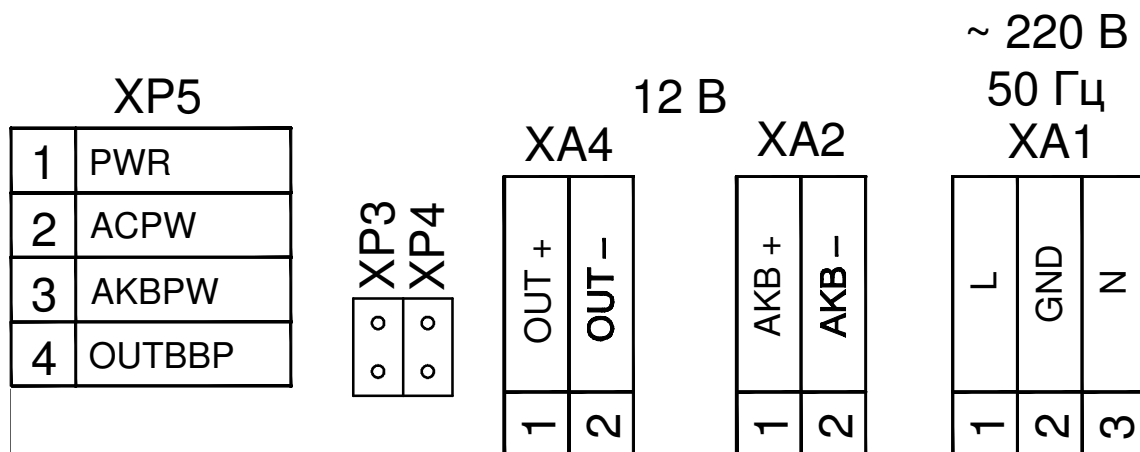 ~ 220 В
50 Гц
12 В
XP5
1 PWR
2 ACPW
3 AKBPW
4 OUTBBP
XP3
XP4
XA4
OUT +
OUT –
1
2
XA2
AKB +
AKB –
1
2
XA1
L
GND
N
1
2
3